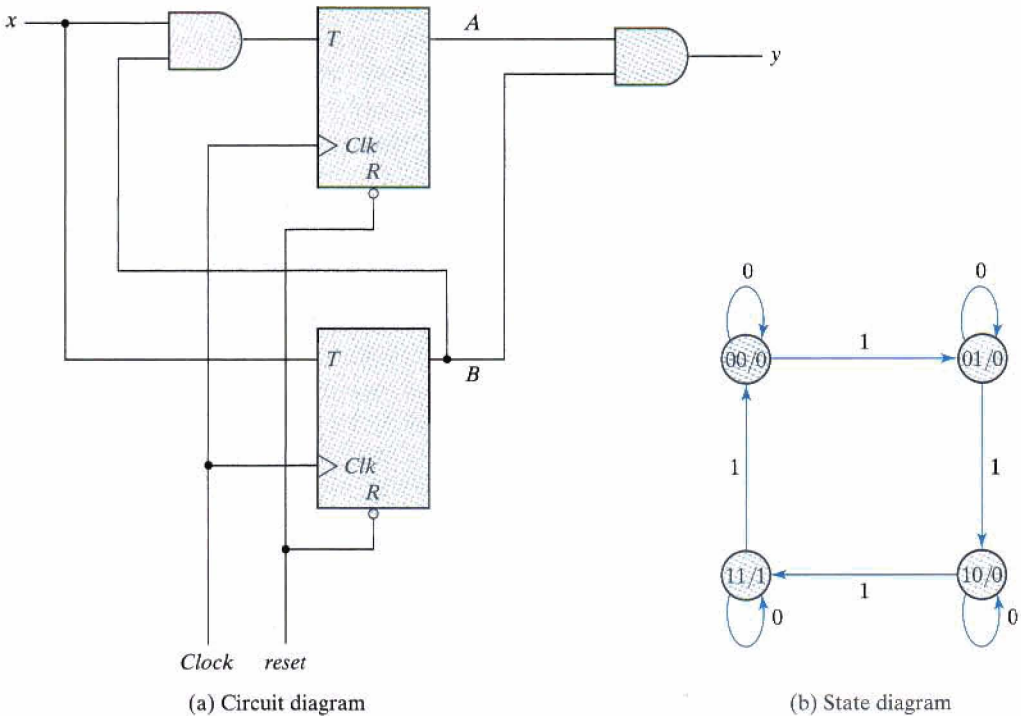 x
T
A
y
Clk
R
0
0
00/0
1
01/0
T
B
1
1
Clk
R
11/1
1
10/0
0
0
Clock reset
(a) Circuit diagram
(b) State diagram